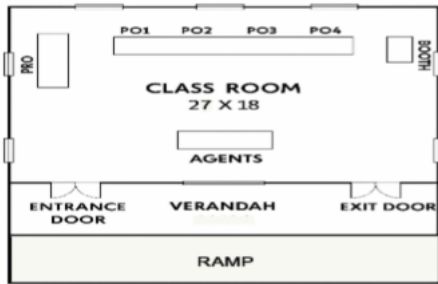 PO1 PO2 PO3 PO4
PRO
BOOTH
CLASS ROOM
27 X 18
AGENTS
ENTRANCE DOOR
VERANDAH
EXIT DOOR
RAMP